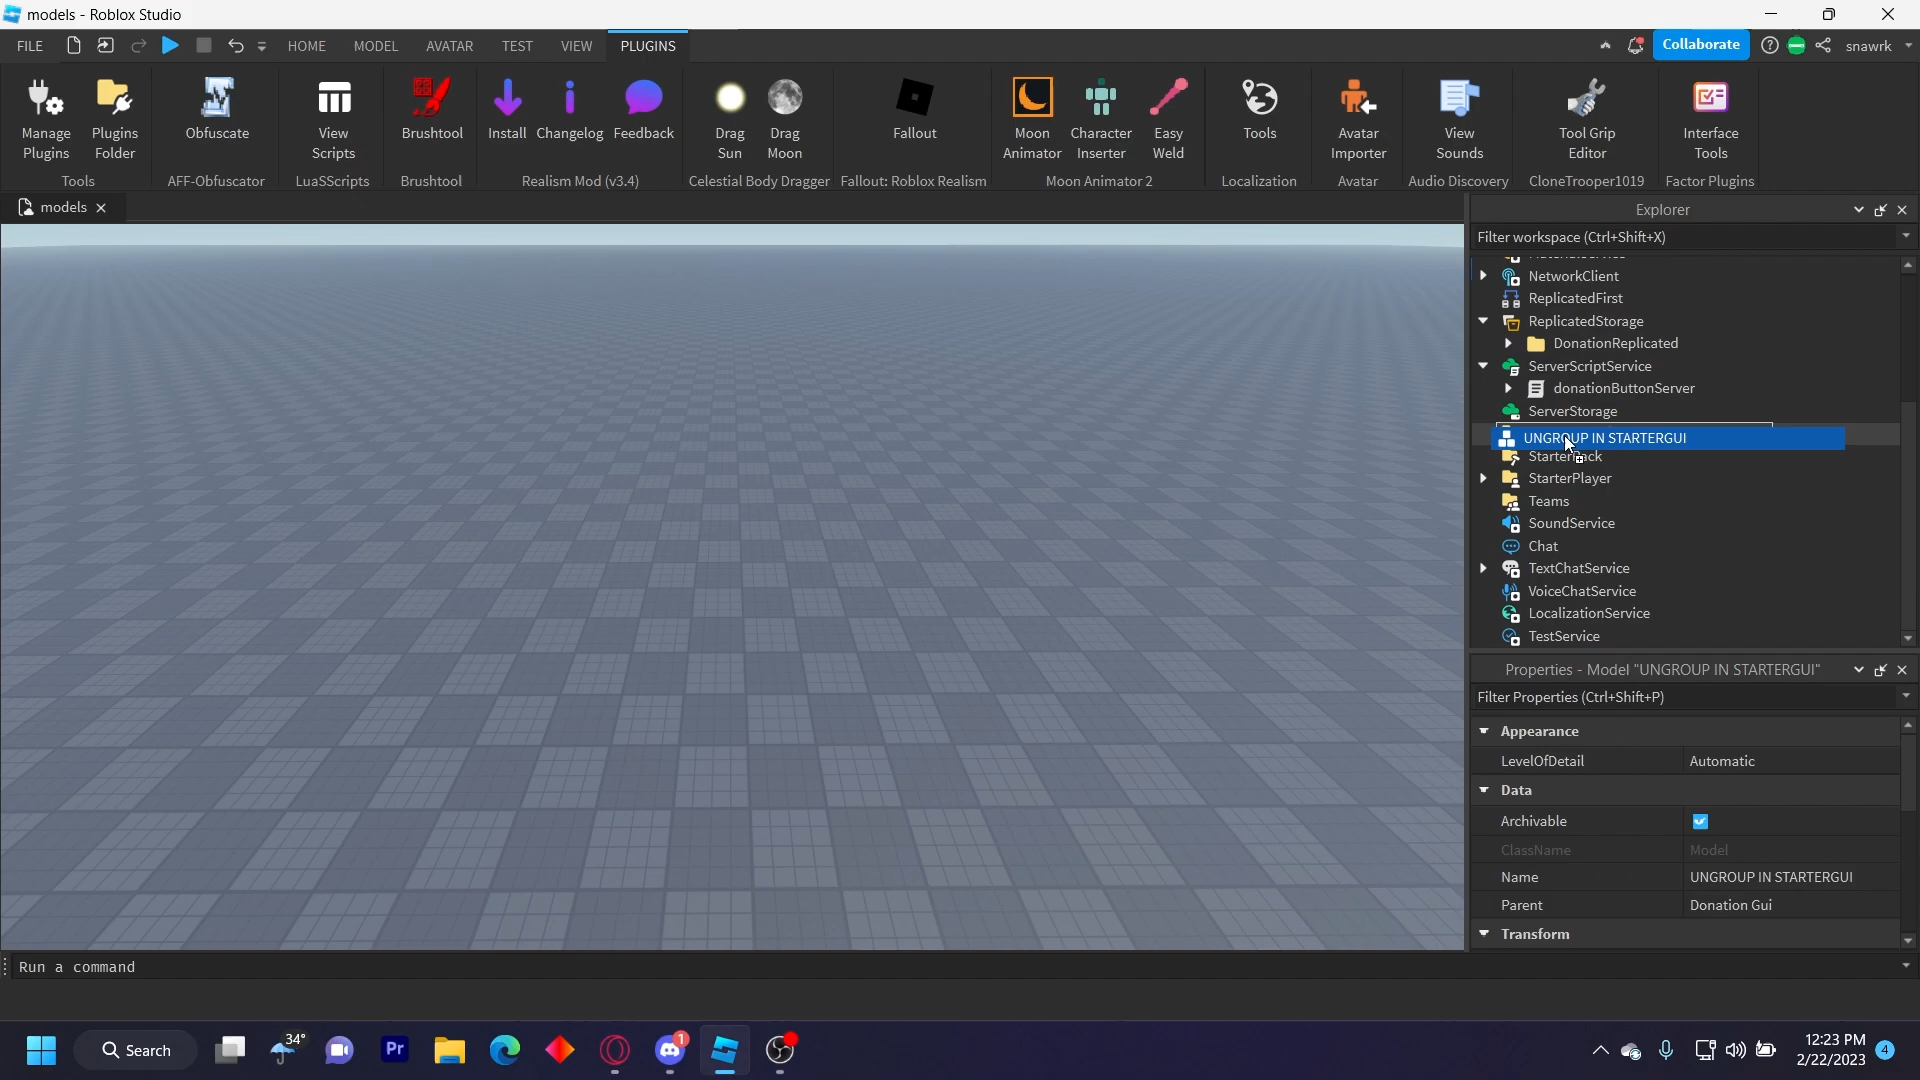 models - Roblox Studio
FILE HOME MODEL AVATAR TEST VIEW PLUGINS Collaborate snawrk
Manage Plugins
Plugins Folder
Tools
Obfuscate
AFF-Obfuscator
View Scripts
LuaSScripts
Brushtool
Brushtool
Install Changelog Feedback
Realism Mod (v3.4)
Drag Sun
Drag Moon
Celestial Body Dragger
Fallout
Fallout: Roblox Realism
Moon Animator
Character Inserter
Easy Weld
Moon Animator 2
Tools
Localization
Avatar Importer
Avatar
View Sounds
Audio Discovery
Tool Grip Editor
CloneTrooper1019
Interface Tools
Factor Plugins
models
Explorer
Filter workspace (Ctrl+Shift+X)
NetworkClient
ReplicatedFirst
ReplicatedStorage
DonationReplicated
ServerScriptService
donationButtonServer
ServerStorage
UNGROUP IN STARTERGUI
StarterPack
StarterPlayer
Teams
SoundService
Chat
TextChatService
VoiceChatService
LocalizationService
TestService
Properties - Model "UNGROUP IN STARTERGUI"
Filter Properties (Ctrl+Shift+P)
Appearance
LevelOfDetail Automatic
Data
Archivable
ClassName Model
Name UNGROUP IN STARTERGUI
Parent Donation Gui
Transform
Run a command
Search
34°
Pr
1
12:23 PM
2/22/2023
4